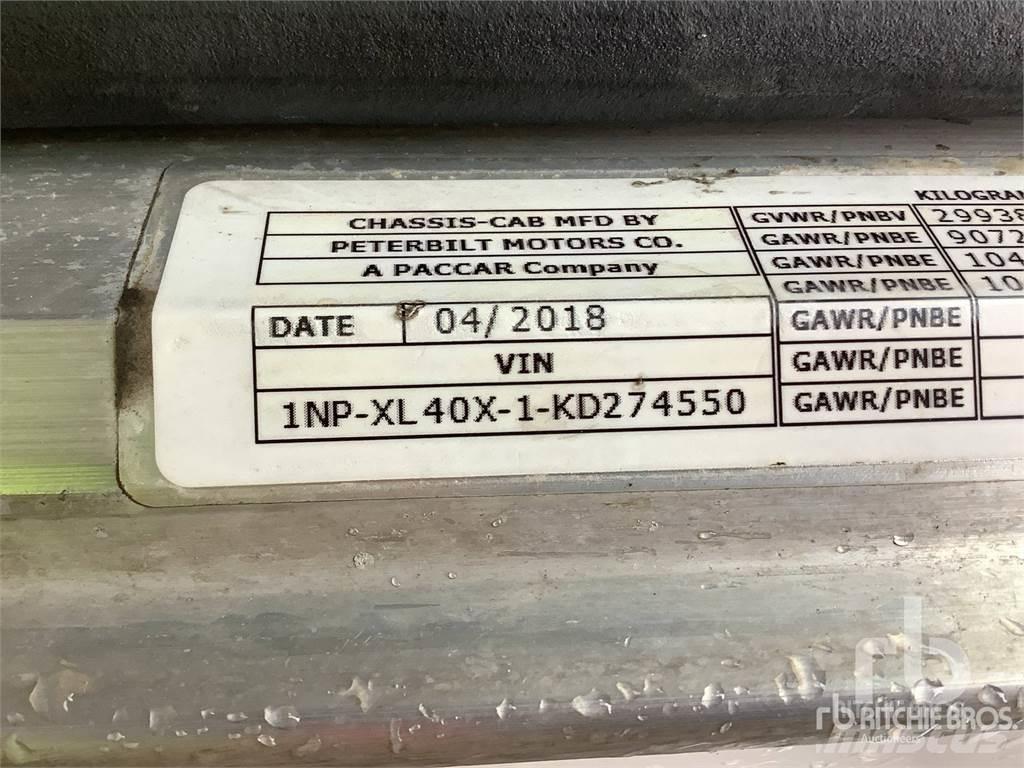 KILOGRAM
CHASSIS-CAB MFD BY GVWR/PNBV 29938
PETERBILT MOTORS CO. GAWR/PNBE 9072
A PACCAR Company GAWR/PNBE 104
GAWR/PNBE 10
DATE 04/2018 GAWR/PNBE
VIN GAWR/PNBE
1NP-XL40X-1-KD274550 GAWR/PNBE
rb
rb RITCHIE BROS.
Auctioneers